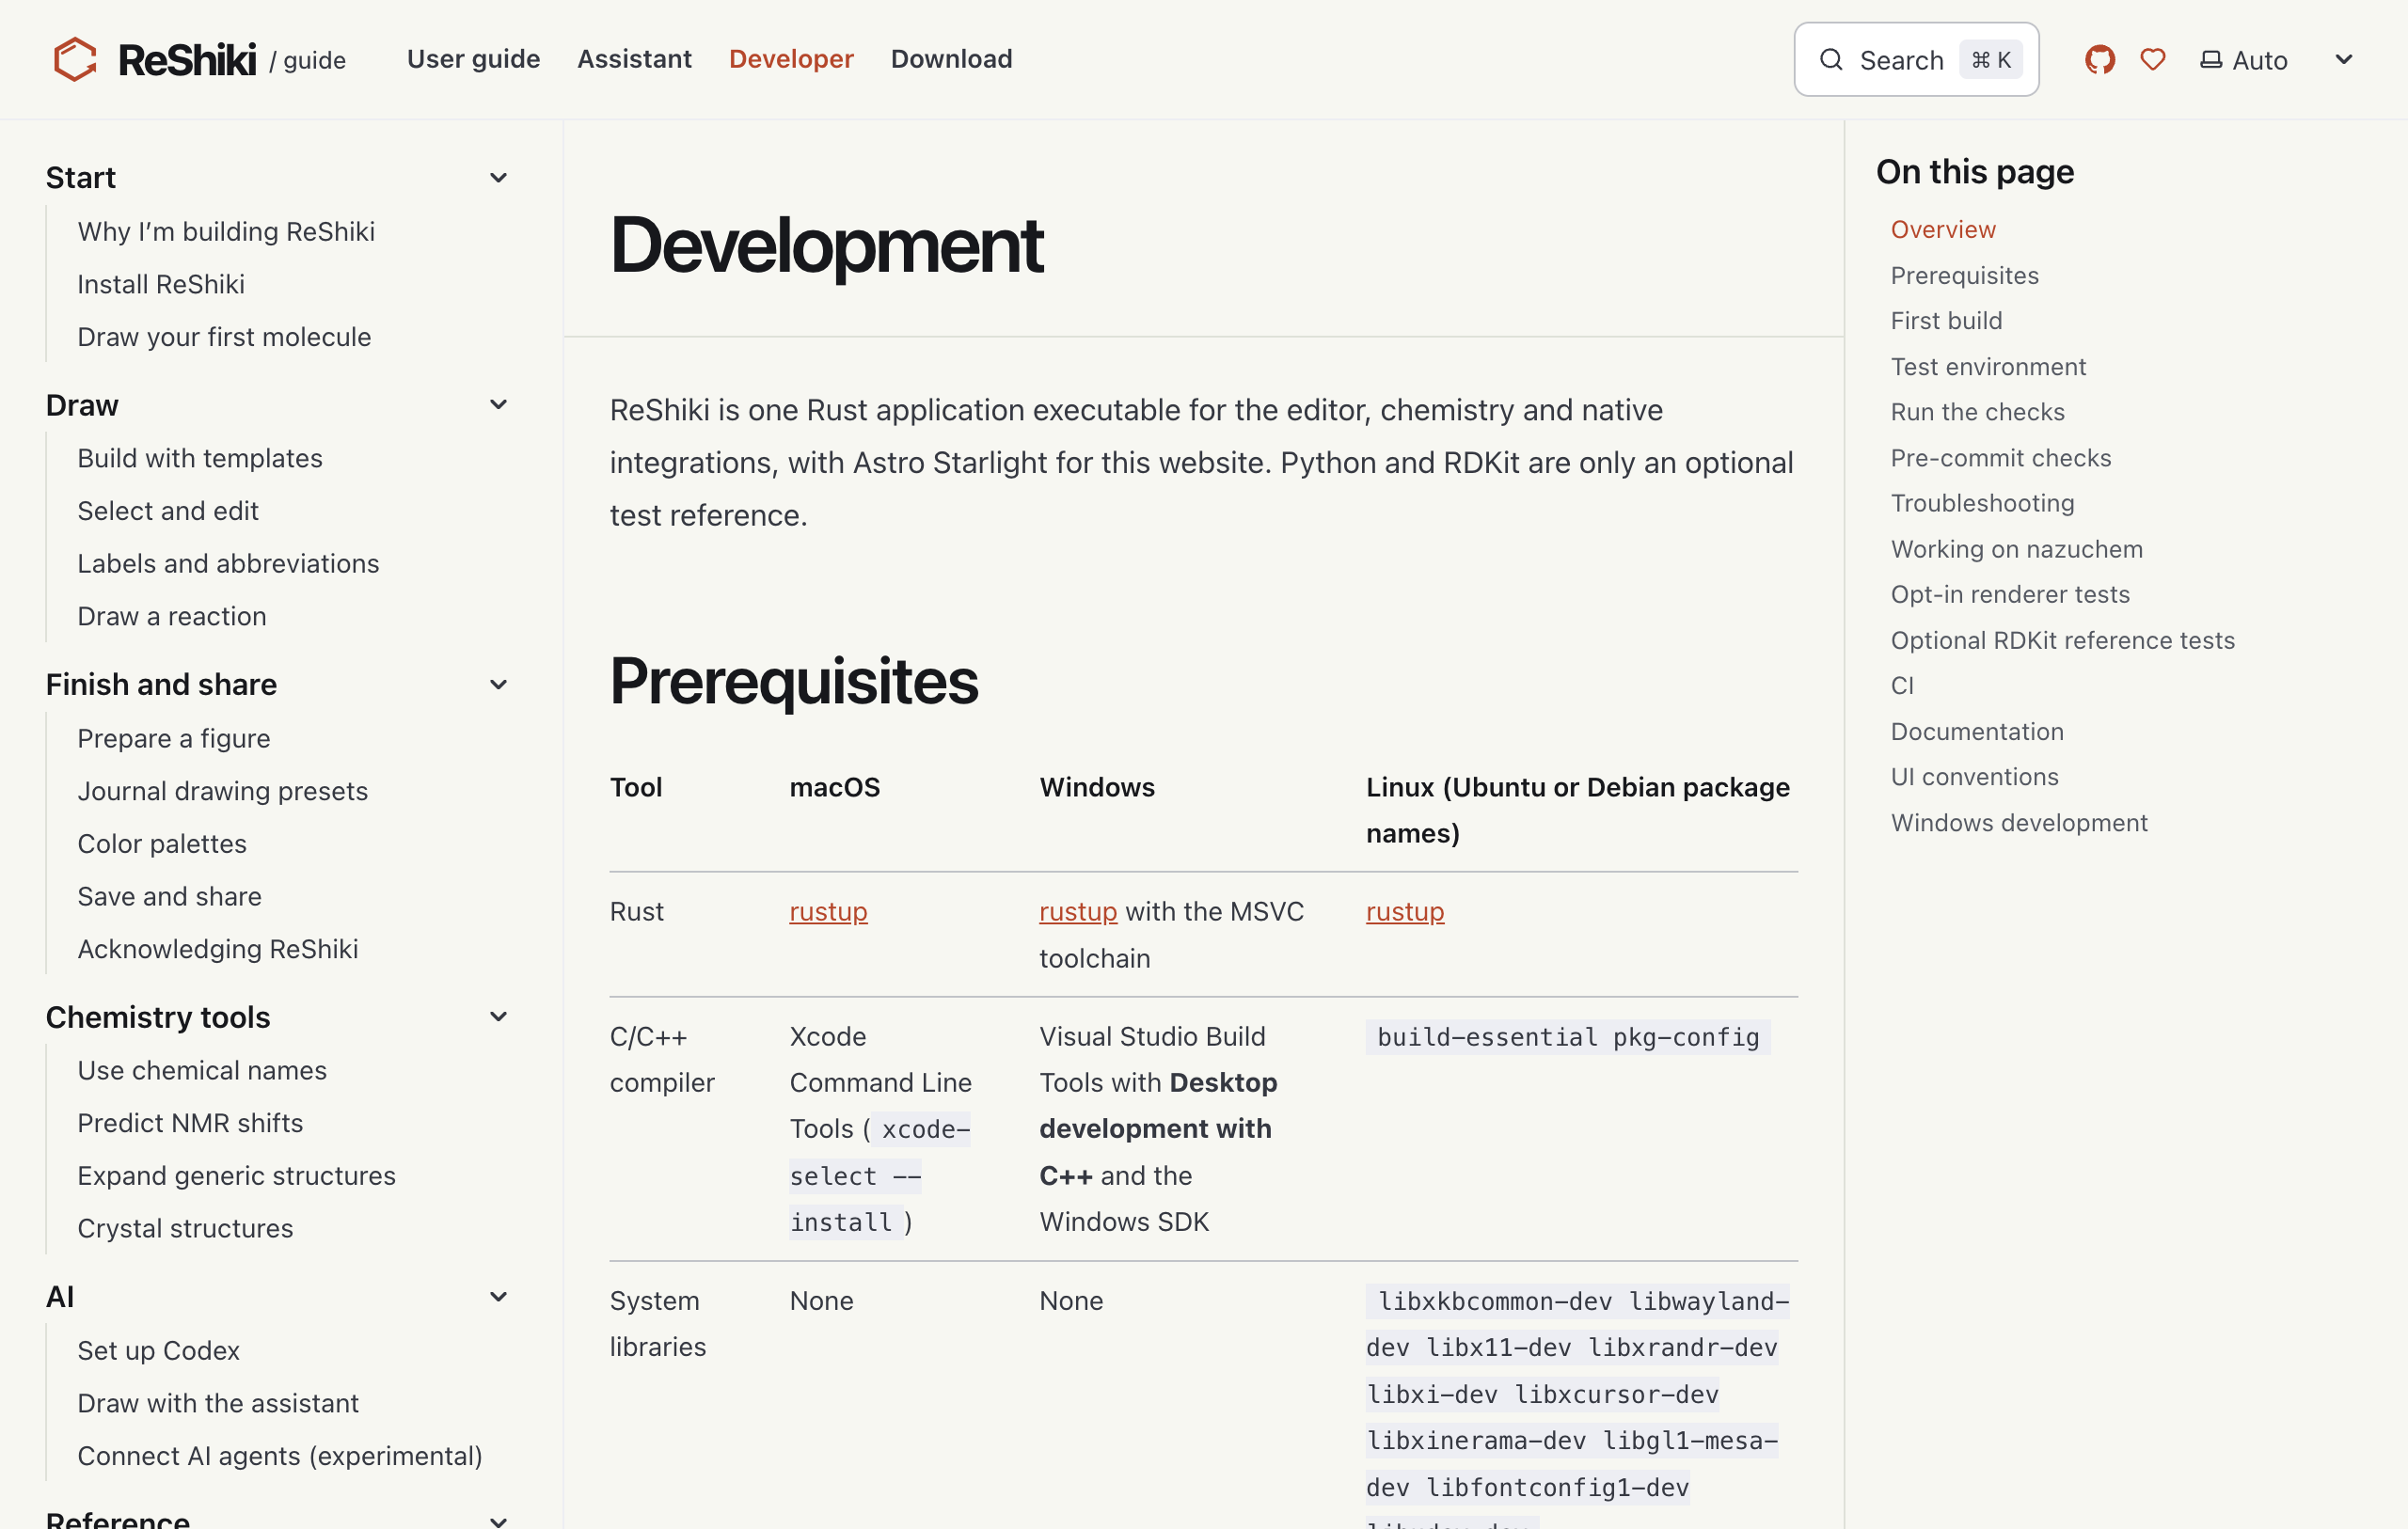 ReShiki / guide
User guide
Assistant
Developer
Download
Search ⌘ K
Auto
Start
Why I’m building ReShiki
Install ReShiki
Draw your first molecule
Draw
Build with templates
Select and edit
Labels and abbreviations
Draw a reaction
Finish and share
Prepare a figure
Journal drawing presets
Color palettes
Save and share
Acknowledging ReShiki
Chemistry tools
Use chemical names
Predict NMR shifts
Expand generic structures
Crystal structures
AI
Set up Codex
Draw with the assistant
Connect AI agents (experimental)
Reference
Development
ReShiki is one Rust application executable for the editor, chemistry and native
integrations, with Astro Starlight for this website. Python and RDKit are only an optional
test reference.
Prerequisites
Tool
macOS
Windows
Linux (Ubuntu or Debian package
names)
Rust
rustup
rustup with the MSVC
toolchain
rustup
C/C++
compiler
Xcode
Command Line
Tools (xcode-
select --
install)
Visual Studio Build
Tools with Desktop
development with
C++ and the
Windows SDK
build-essential pkg-config
System
libraries
None
None
libxkbcommon-dev libwayland-
dev libx11-dev libxrandr-dev
libxi-dev libxcursor-dev
libxinerama-dev libgl1-mesa-
dev libfontconfig1-dev
On this page
Overview
Prerequisites
First build
Test environment
Run the checks
Pre-commit checks
Troubleshooting
Working on nazuchem
Opt-in renderer tests
Optional RDKit reference tests
CI
Documentation
UI conventions
Windows development